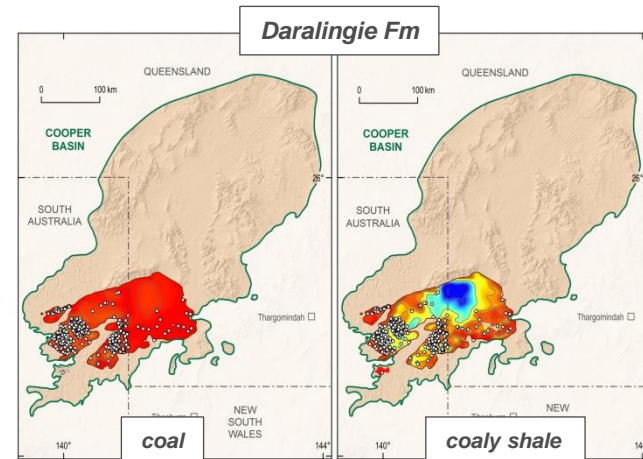 Daralingie Fm
QUEENSLAND
0 100 km
COOPER
BASIN
26°
SOUTH
AUSTRALIA
Thargomindah
NEW
SOUTH
WALES
140°
144°
coal
QUEENSLAND
0 100 km
COOPER
BASIN
26°
SOUTH
AUSTRALIA
Thargomindah
NEW
140°
coaly shale